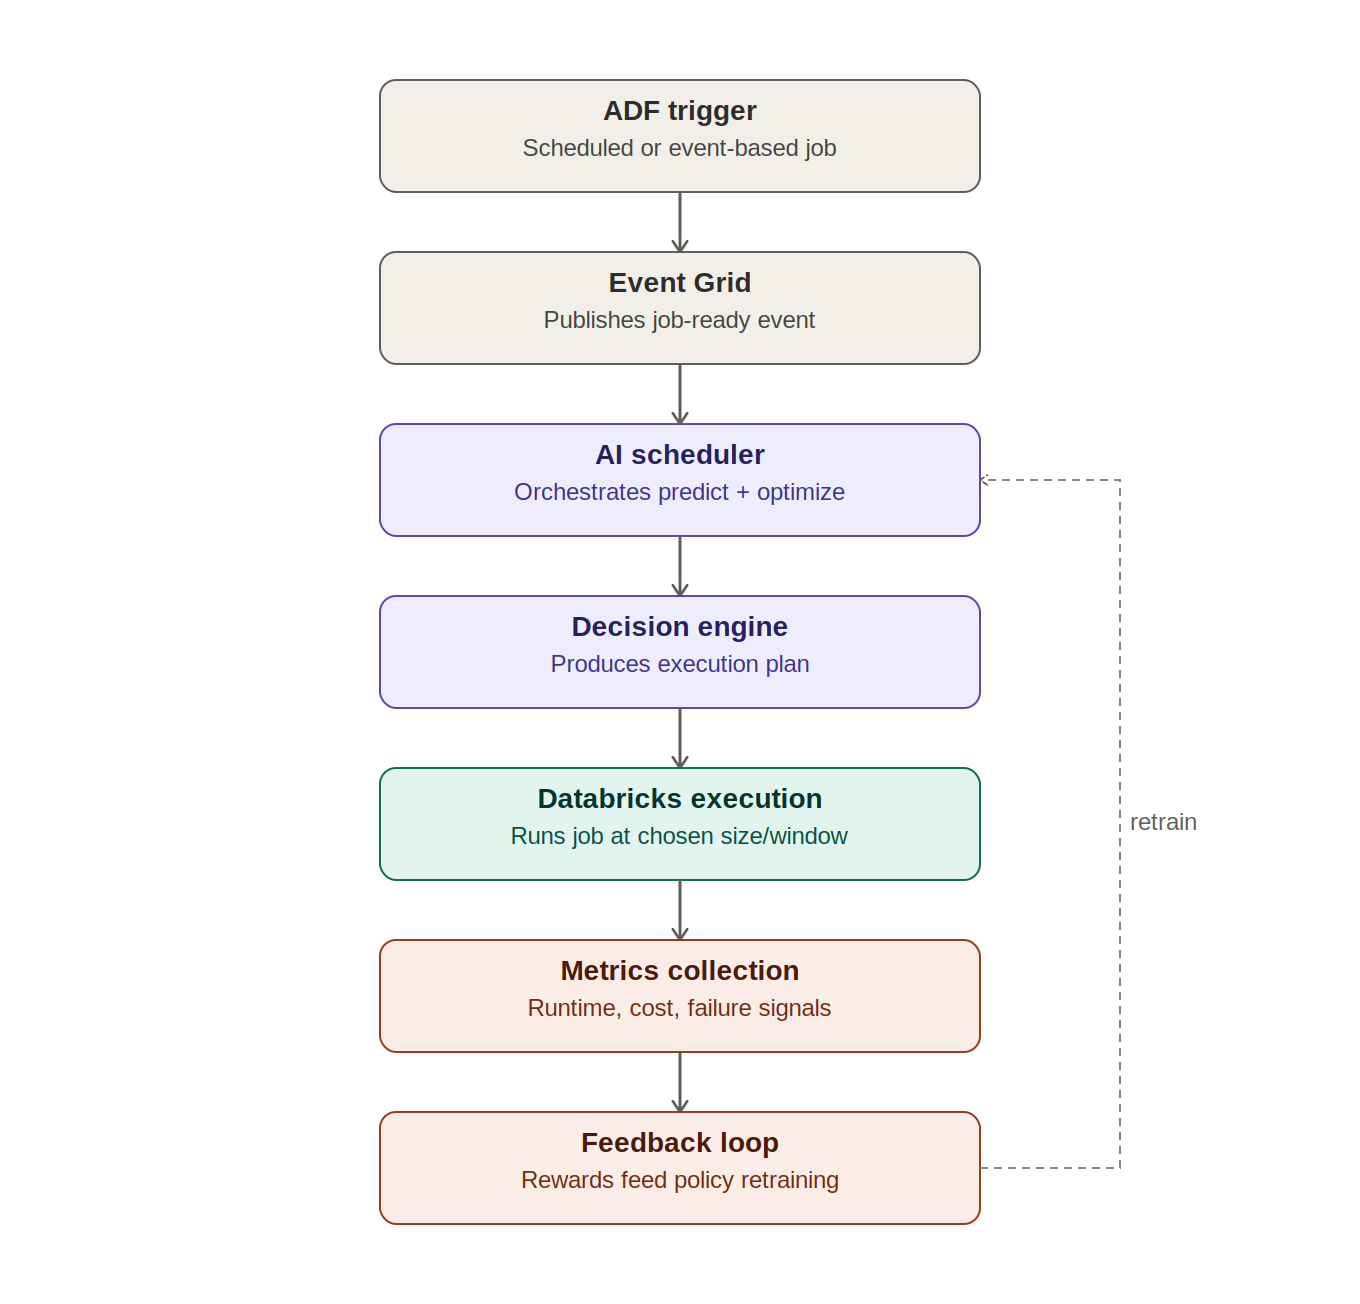 ADF trigger
Scheduled or event-based job
Event Grid
Publishes job-ready event
AI scheduler
Orchestrates predict + optimize
Decision engine
Produces execution plan
Databricks execution
Runs job at chosen size/window
retrain
Metrics collection
Runtime, cost, failure signals
Feedback loop
Rewards feed policy retraining